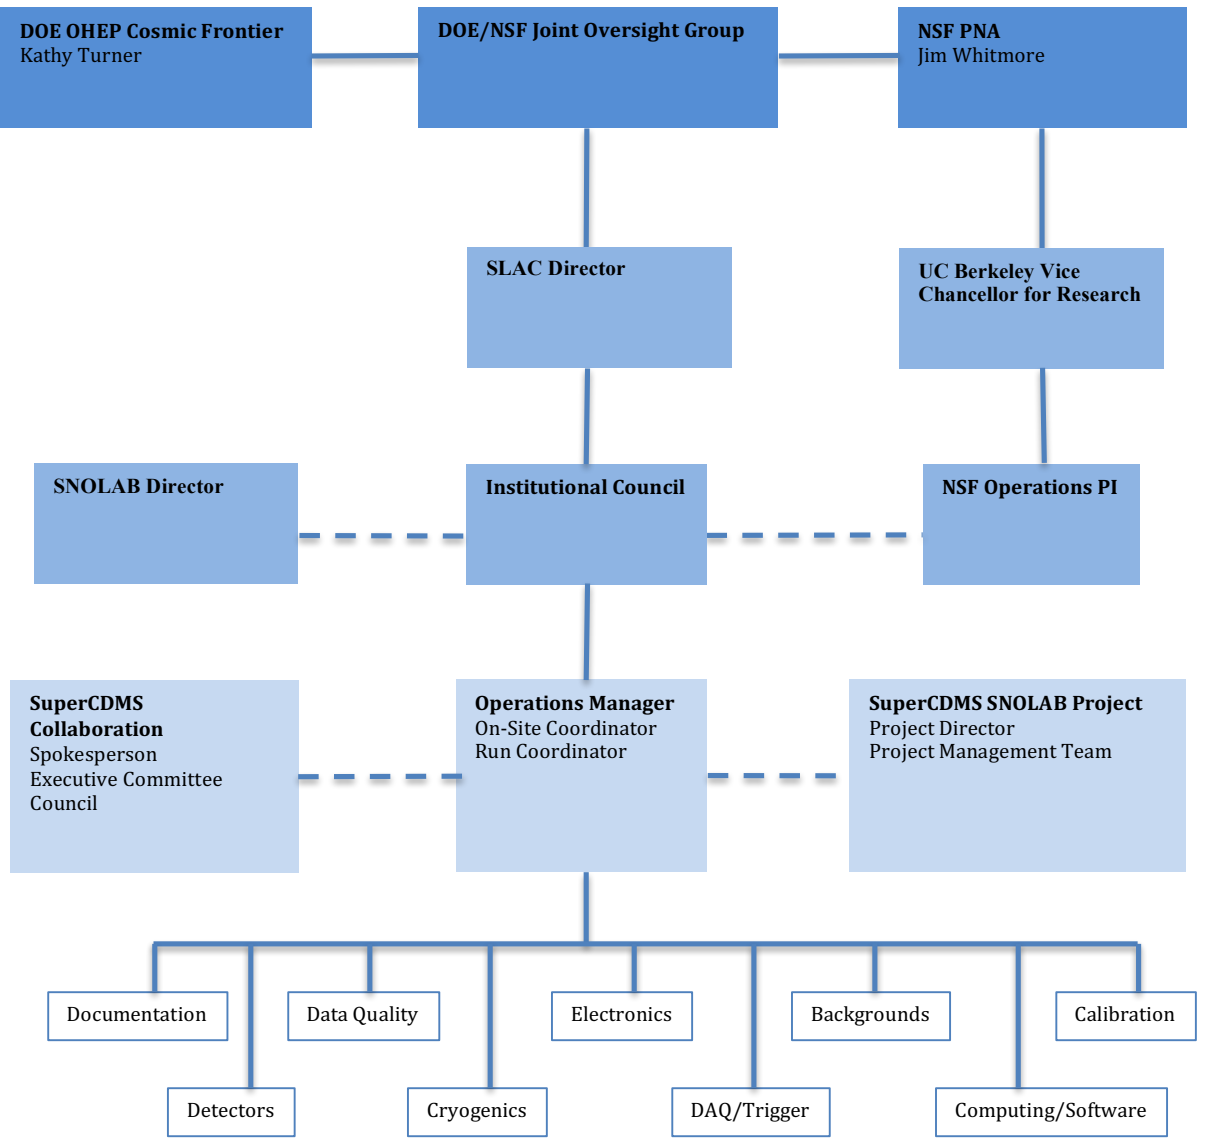 DOE OHEP Cosmic Frontier
Kathy Turner
DOE/NSF Joint Oversight Group
NSF PNA
Jim Whitmore
SLAC Director
UC Berkeley Vice
Chancellor for Research
SNOLAB Director
Institutional Council
NSF Operations PI
SuperCDMS
Collaboration
Spokesperson
Executive Committee
Council
Operations Manager
On-Site Coordinator
Run Coordinator
SuperCDMS SNOLAB Project
Project Director
Project Management Team
Documentation
Data Quality
Electronics
Backgrounds
Calibration
Detectors
Cryogenics
DAQ/Trigger
Computing/Software